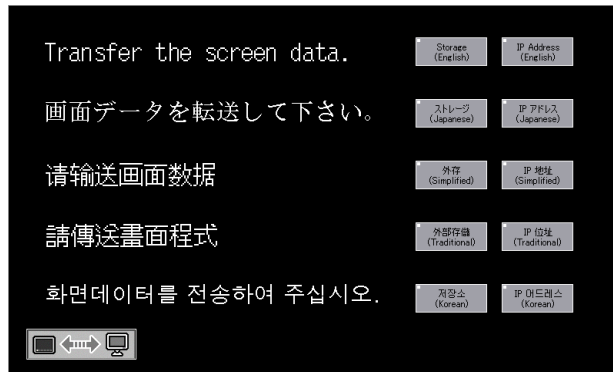 Transfer the screen data.
Storage
(English)
IP Address
(English)
画面データを転送して下さい。
ストレージ
(Japanese)
IP アドレス
(Japanese)
请输送画面数据
外存
(Simplified)
IP 地址
(Simplified)
請傳送畫面程式
外部存儲
(Traditional)
IP 位址
(Traditional)
화면데이터를 전송하여 주십시오.
저장소
(Korean)
IP 어드레스
(Korean)